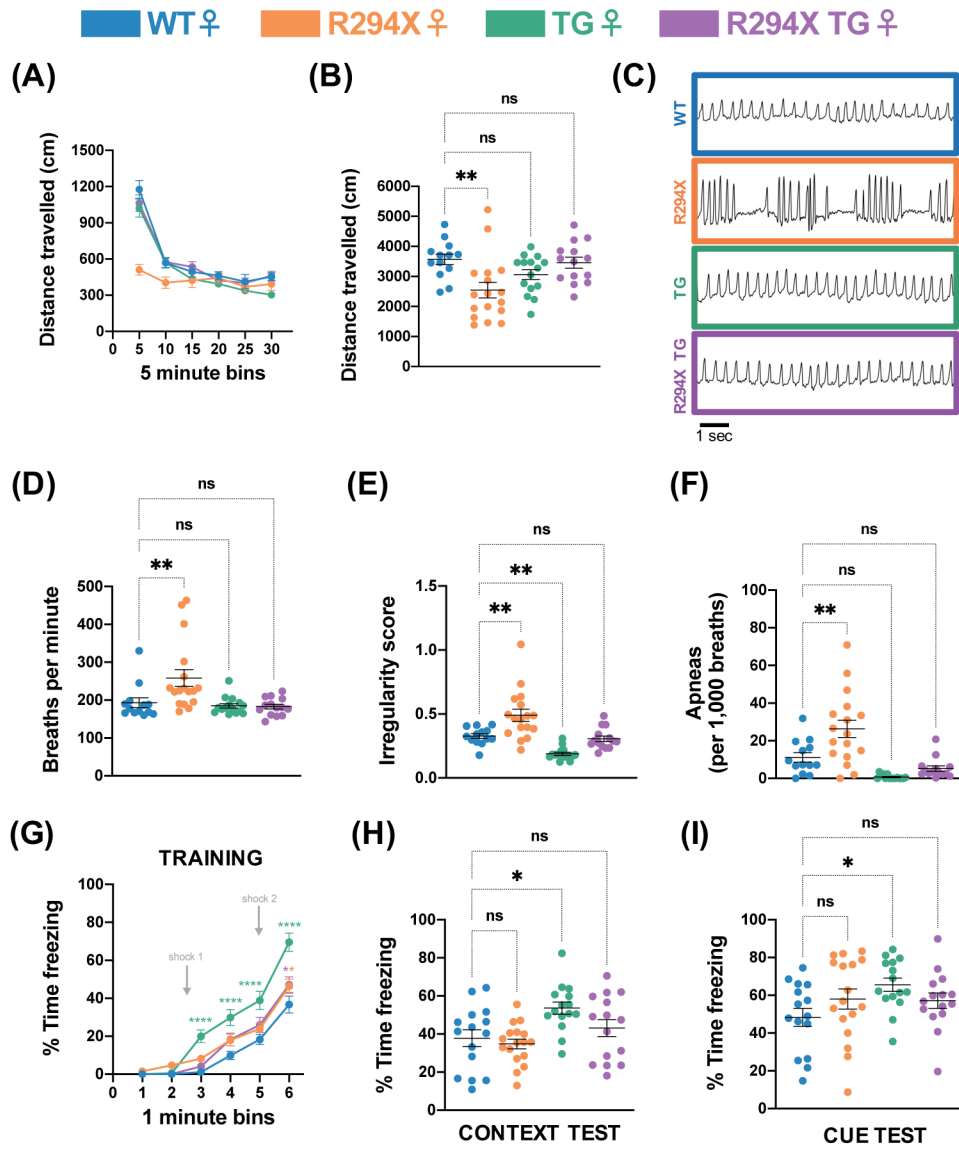 WT♀ R294X♀ TG♀ R294X TG♀
(A)
Distance travelled (cm)
1500
1200
900
600
300
0
0 5 10 15 20 25 30
5 minute bins
(B)
ns
ns
**
Distance travelled (cm)
6000
5000
4000
3000
2000
1000
0
(C)
WT
R294X
TG
R294X TG
1 sec
(D)
ns
ns
**
Breaths per minute
500
400
300
200
100
0
(E)
ns
**
**
Irregularity score
1.5
1.0
0.5
0.0
(F)
ns
ns
**
Apneas
(per 1,000 breaths)
100
80
60
40
20
0
(G)
TRAINING
% Time freezing
100
80
60
40
20
0
shock 1
shock 2
****
****
****
****
**
0 1 2 3 4 5 6
1 minute bins
(H)
ns
*
ns
% Time freezing
100
80
60
40
20
0
CONTEXT TEST
(I)
ns
*
ns
% Time freezing
100
80
60
40
20
0
CUE TEST